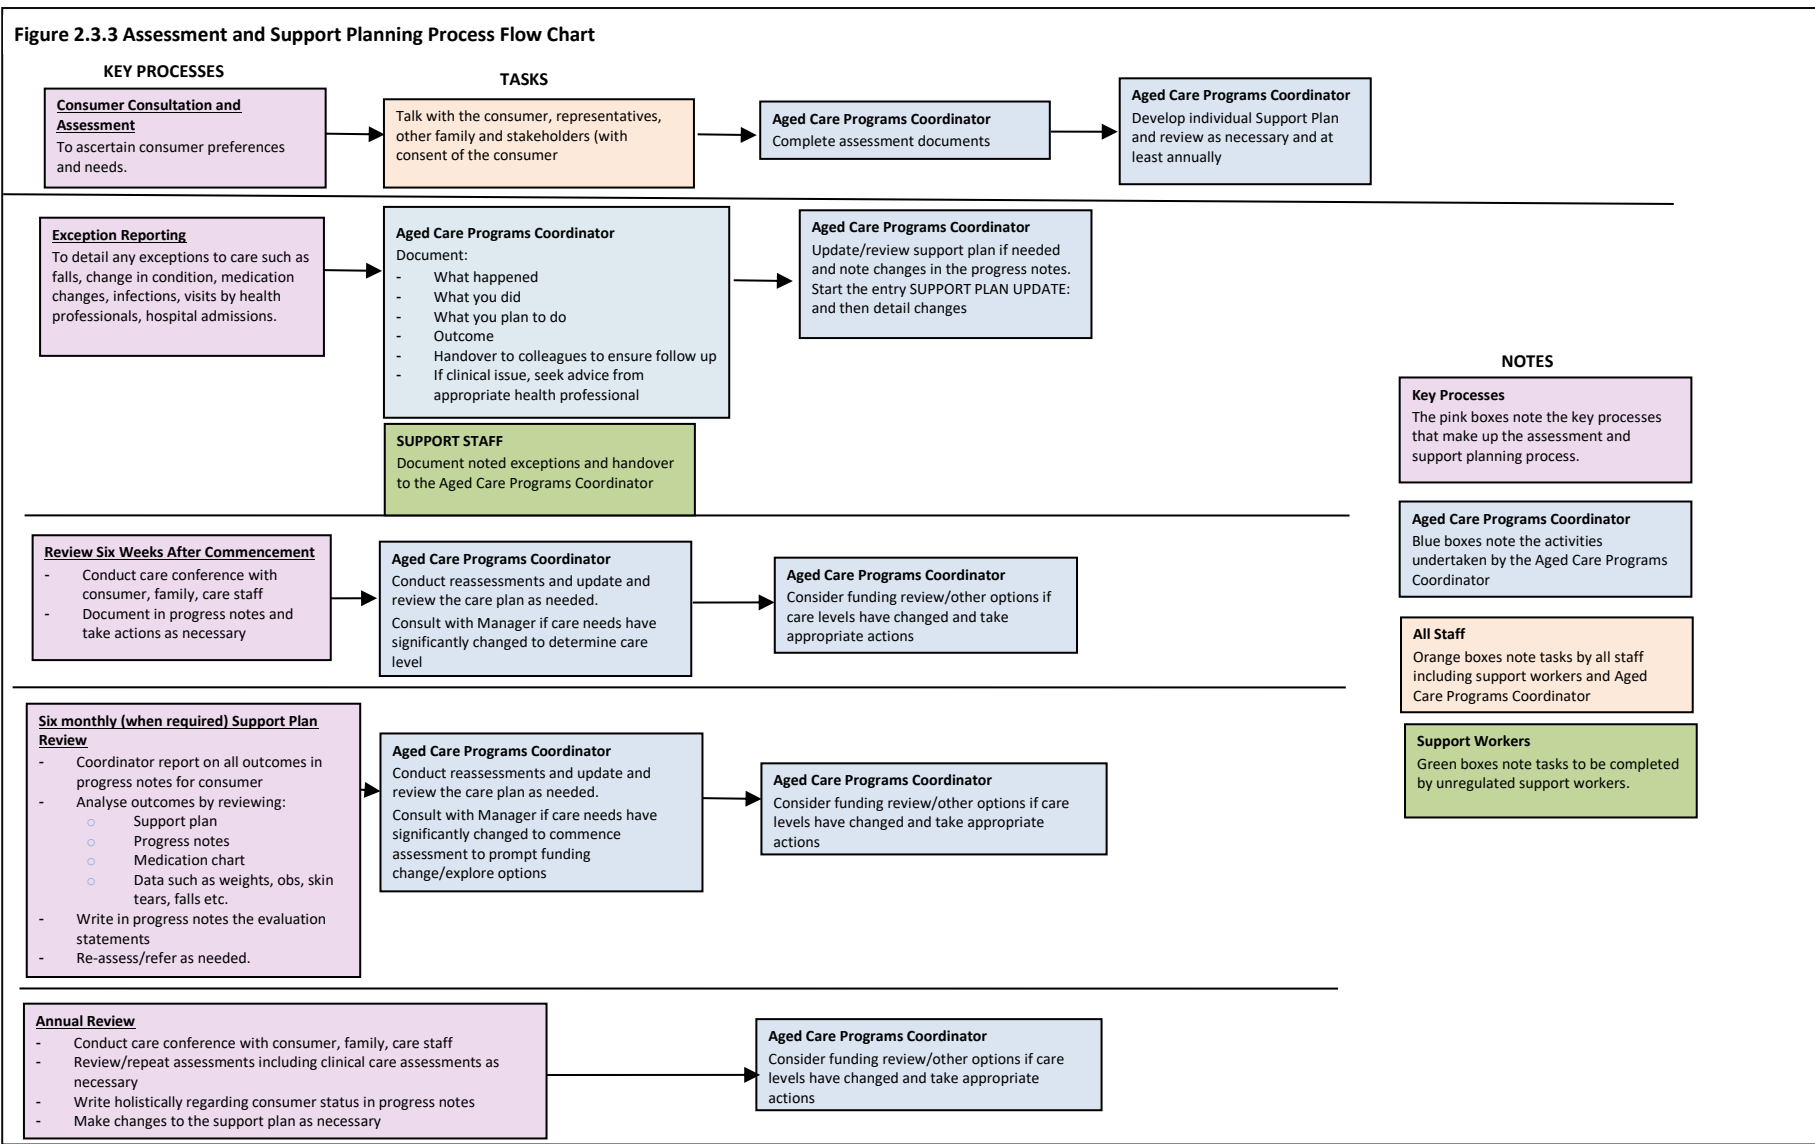 Figure 2.3.3 Assessment and Support Planning Process Flow Chart
KEY PROCESSES
TASKS
Consumer Consultation and
Assessment
To ascertain consumer preferences
and needs.
Talk with the consumer, representatives,
other family and stakeholders (with
consent of the consumer
Aged Care Programs Coordinator
Complete assessment documents
Aged Care Programs Coordinator
Develop individual Support Plan
and review as necessary and at
least annually
Exception Reporting
To detail any exceptions to care such as
falls, change in condition, medication
changes, infections, visits by health
professionals, hospital admissions.
Aged Care Programs Coordinator
Document:
- What happened
- What you did
- What you plan to do
- Outcome
- Handover to colleagues to ensure follow up
- If clinical issue, seek advice from
appropriate health professional
SUPPORT STAFF
Document noted exceptions and handover
to the Aged Care Programs Coordinator
Aged Care Programs Coordinator
Update/review support plan if needed
and note changes in the progress notes.
Start the entry SUPPORT PLAN UPDATE:
and then detail changes
Review Six Weeks After Commencement
- Conduct care conference with
consumer, family, care staff
- Document in progress notes and
take actions as necessary
Aged Care Programs Coordinator
Conduct reassessments and update and
review the care plan as needed.
Consult with Manager if care needs have
significantly changed to determine care
level
Aged Care Programs Coordinator
Consider funding review/other options if
care levels have changed and take
appropriate actions
Six monthly (when required) Support Plan
Review
- Coordinator report on all outcomes in
progress notes for consumer
- Analyse outcomes by reviewing:
o Support plan
o Progress notes
o Medication chart
o Data such as weights, obs, skin
tears, falls etc.
- Write in progress notes the evaluation
statements
- Re-assess/refer as needed.
Aged Care Programs Coordinator
Conduct reassessments and update and
review the care plan as needed.
Consult with Manager if care needs have
significantly changed to commence
assessment to prompt funding
change/explore options
Aged Care Programs Coordinator
Consider funding review/other options if care
levels have changed and take appropriate
actions
Annual Review
- Conduct care conference with consumer, family, care staff
- Review/repeat assessments including clinical care assessments as
necessary
- Write holistically regarding consumer status in progress notes
- Make changes to the support plan as necessary
Aged Care Programs Coordinator
Consider funding review/other options if care
levels have changed and take appropriate
actions
NOTES
Key Processes
The pink boxes note the key processes
that make up the assessment and
support planning process.
Aged Care Programs Coordinator
Blue boxes note the activities
undertaken by the Aged Care Programs
Coordinator
All Staff
Orange boxes note tasks by all staff
including support workers and Aged
Care Programs Coordinator
Support Workers
Green boxes note tasks to be completed
by unregulated support workers.